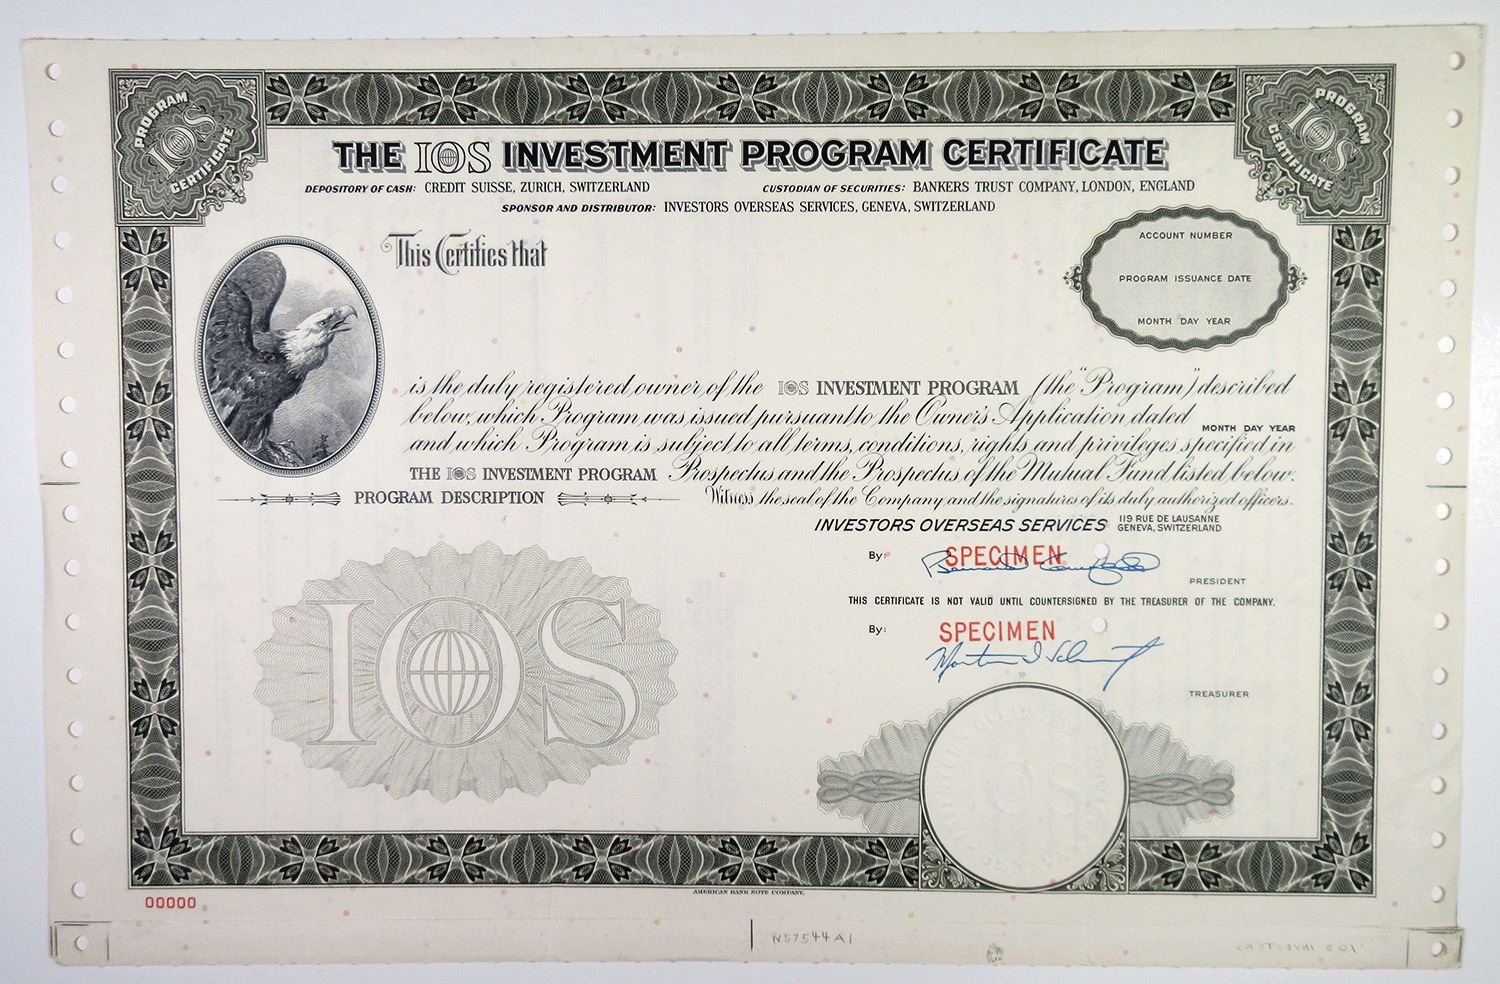 PROGRAM IOS CERTIFICATE
PROGRAM IOS CERTIFICATE
THE IOS INVESTMENT PROGRAM CERTIFICATE
DEPOSITORY OF CASH: CREDIT SUISSE, ZURICH, SWITZERLAND CUSTODIAN OF SECURITIES: BANKERS TRUST COMPANY, LONDON, ENGLAND
SPONSOR AND DISTRIBUTOR: INVESTORS OVERSEAS SERVICES, GENEVA, SWITZERLAND
This Certifies that
ACCOUNT NUMBER
PROGRAM ISSUANCE DATE
MONTH DAY YEAR
is the duly registered owner of the IOS INVESTMENT PROGRAM (the "Program") described
below, which Program was issued pursuant to the Owner's Application dated MONTH DAY YEAR
and which Program is subject to all terms, conditions, rights and privileges specified in
THE IOS INVESTMENT PROGRAM Prospectus and the Prospectus of the Mutual Fund listed below.
PROGRAM DESCRIPTION Witness the seal of the Company and the signatures of its duly authorized officers.
INVESTORS OVERSEAS SERVICES 119 RUE DE LAUSANNE
GENEVA, SWITZERLAND
By: SPECIMEN
PRESIDENT
THIS CERTIFICATE IS NOT VALID UNTIL COUNTERSIGNED BY THE TREASURER OF THE COMPANY.
By: SPECIMEN
TREASURER
IOS
AMERICAN BANK NOTE COMPANY.
00000
N57544A1